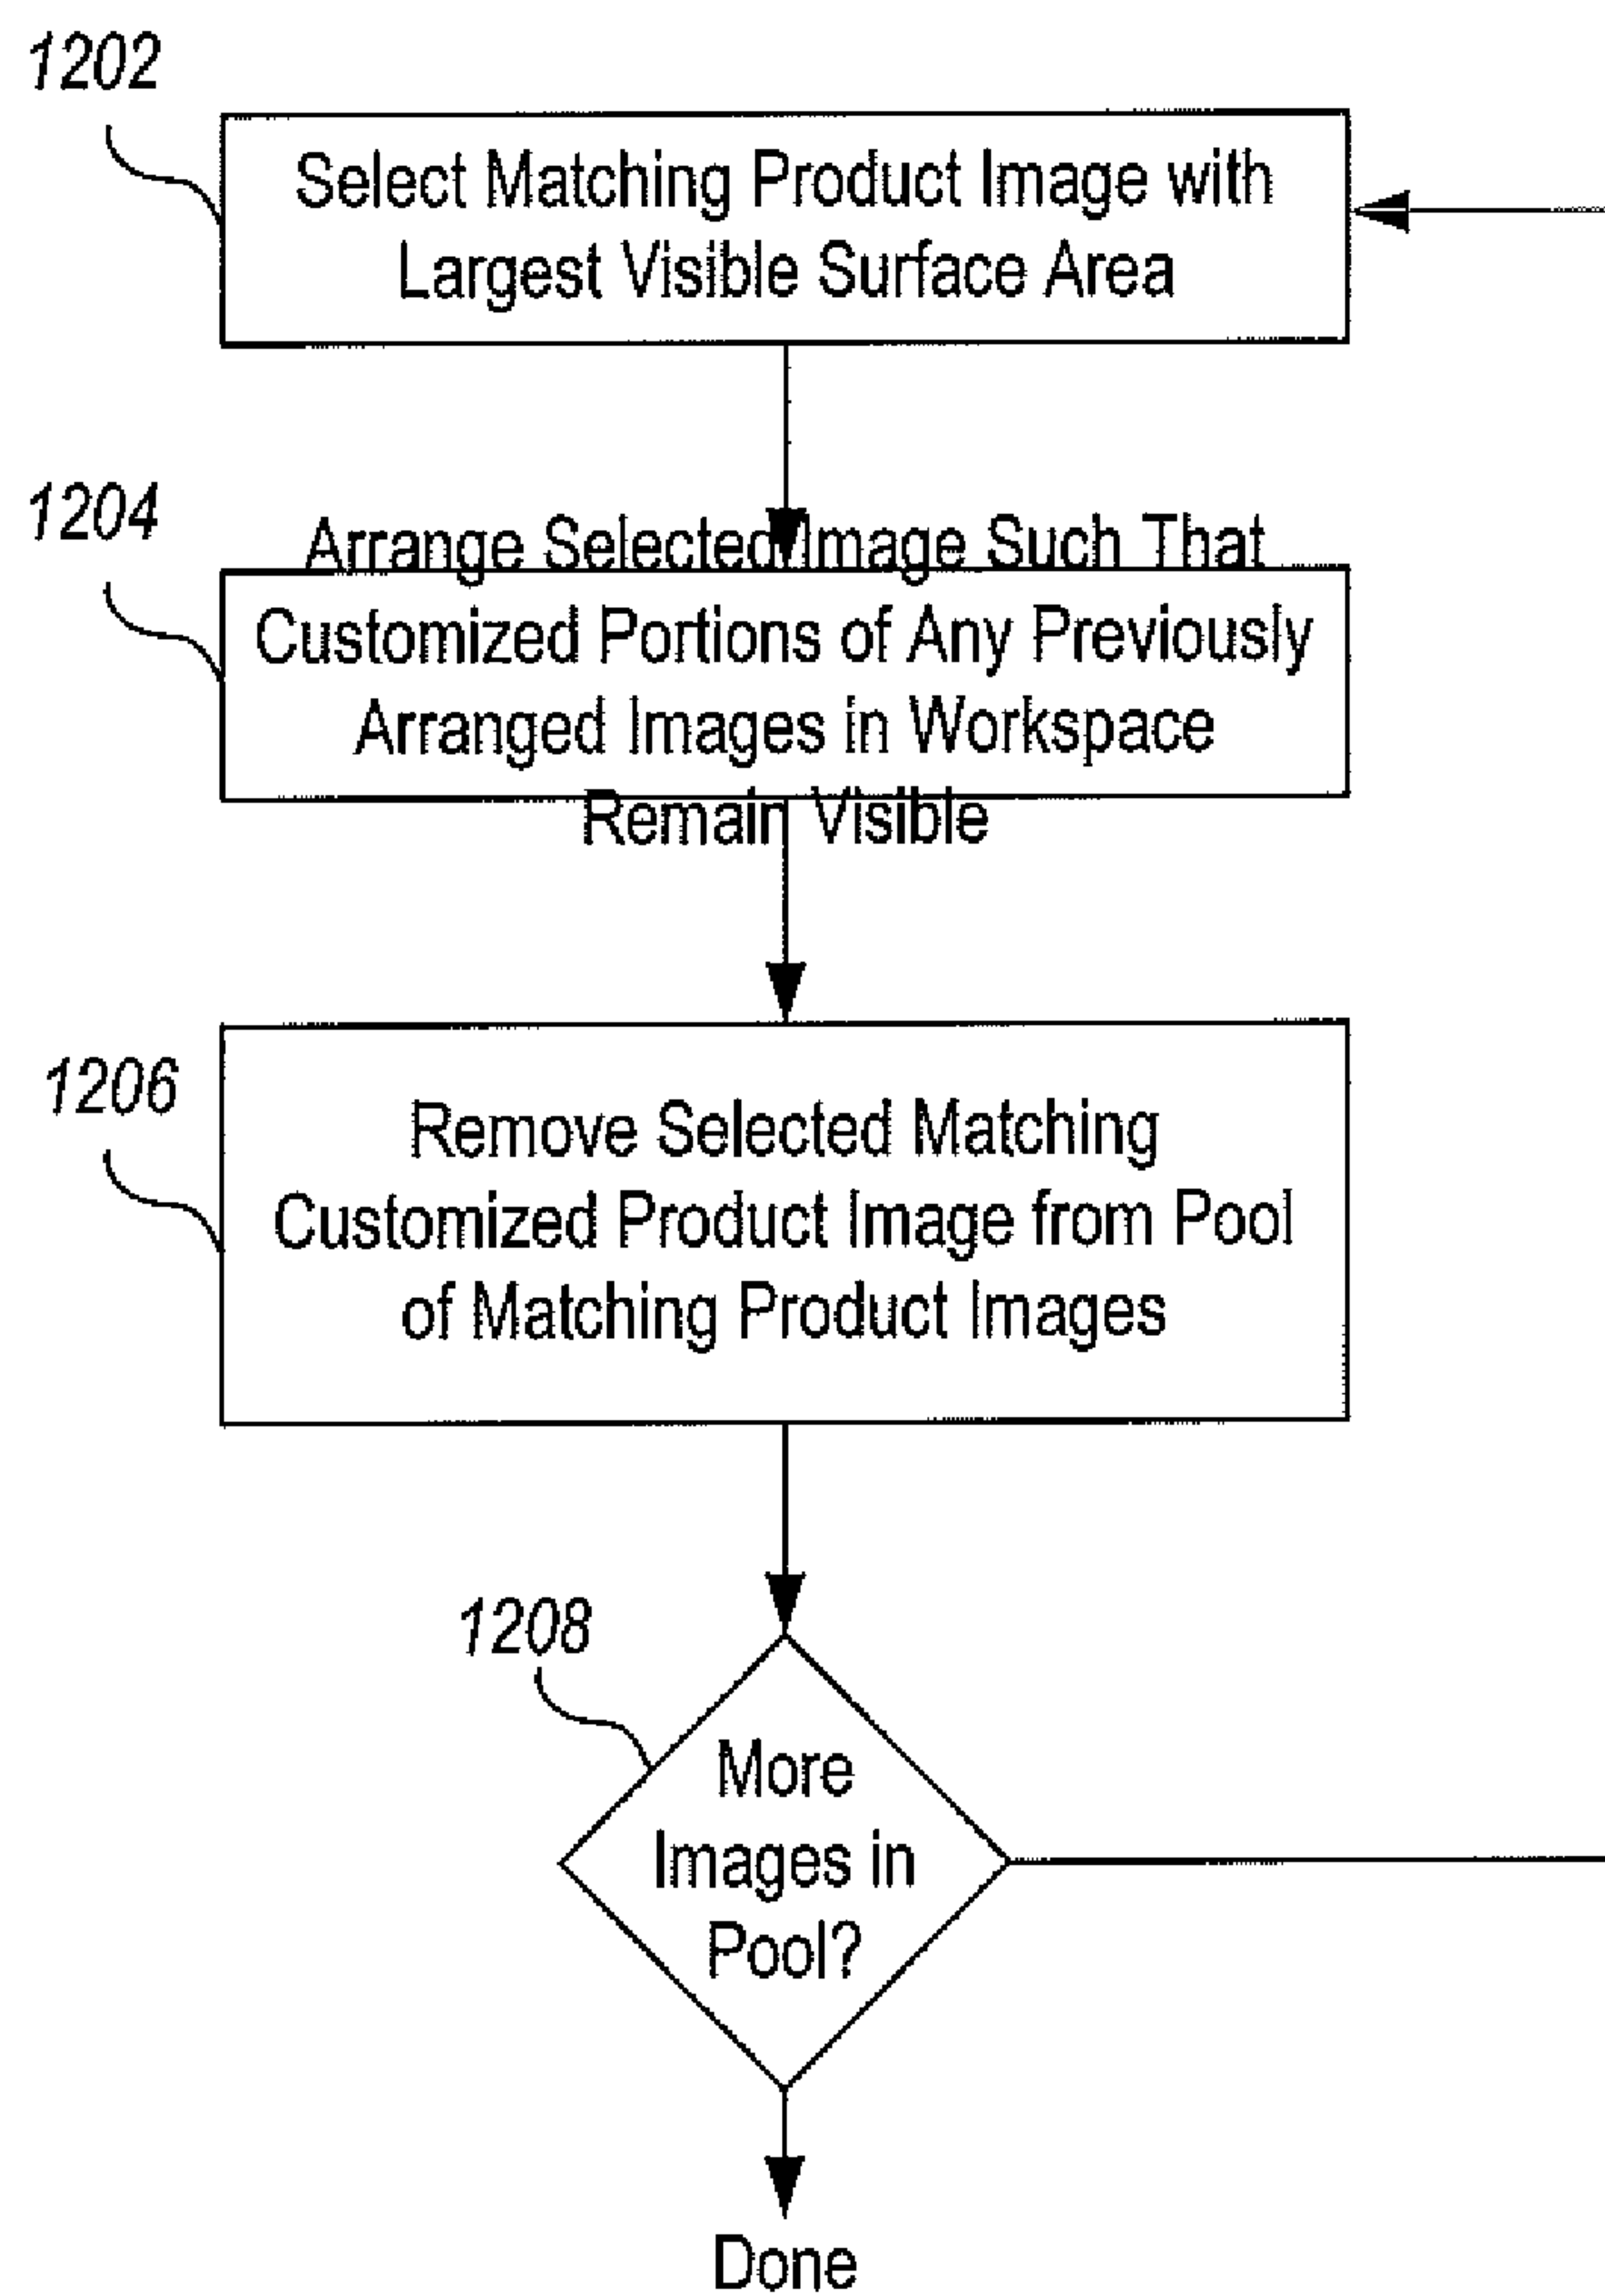 1202
Select Matching Product Image with
Largest Visible Surface Area
1204
Arrange Selected Image Such That
Customized Portions of Any Previously
Arranged Images in Workspace
Remain Visible
1206
Remove Selected Matching
Customized Product Image from Pool
of Matching Product Images
1208
More
Images in
Pool?
Done